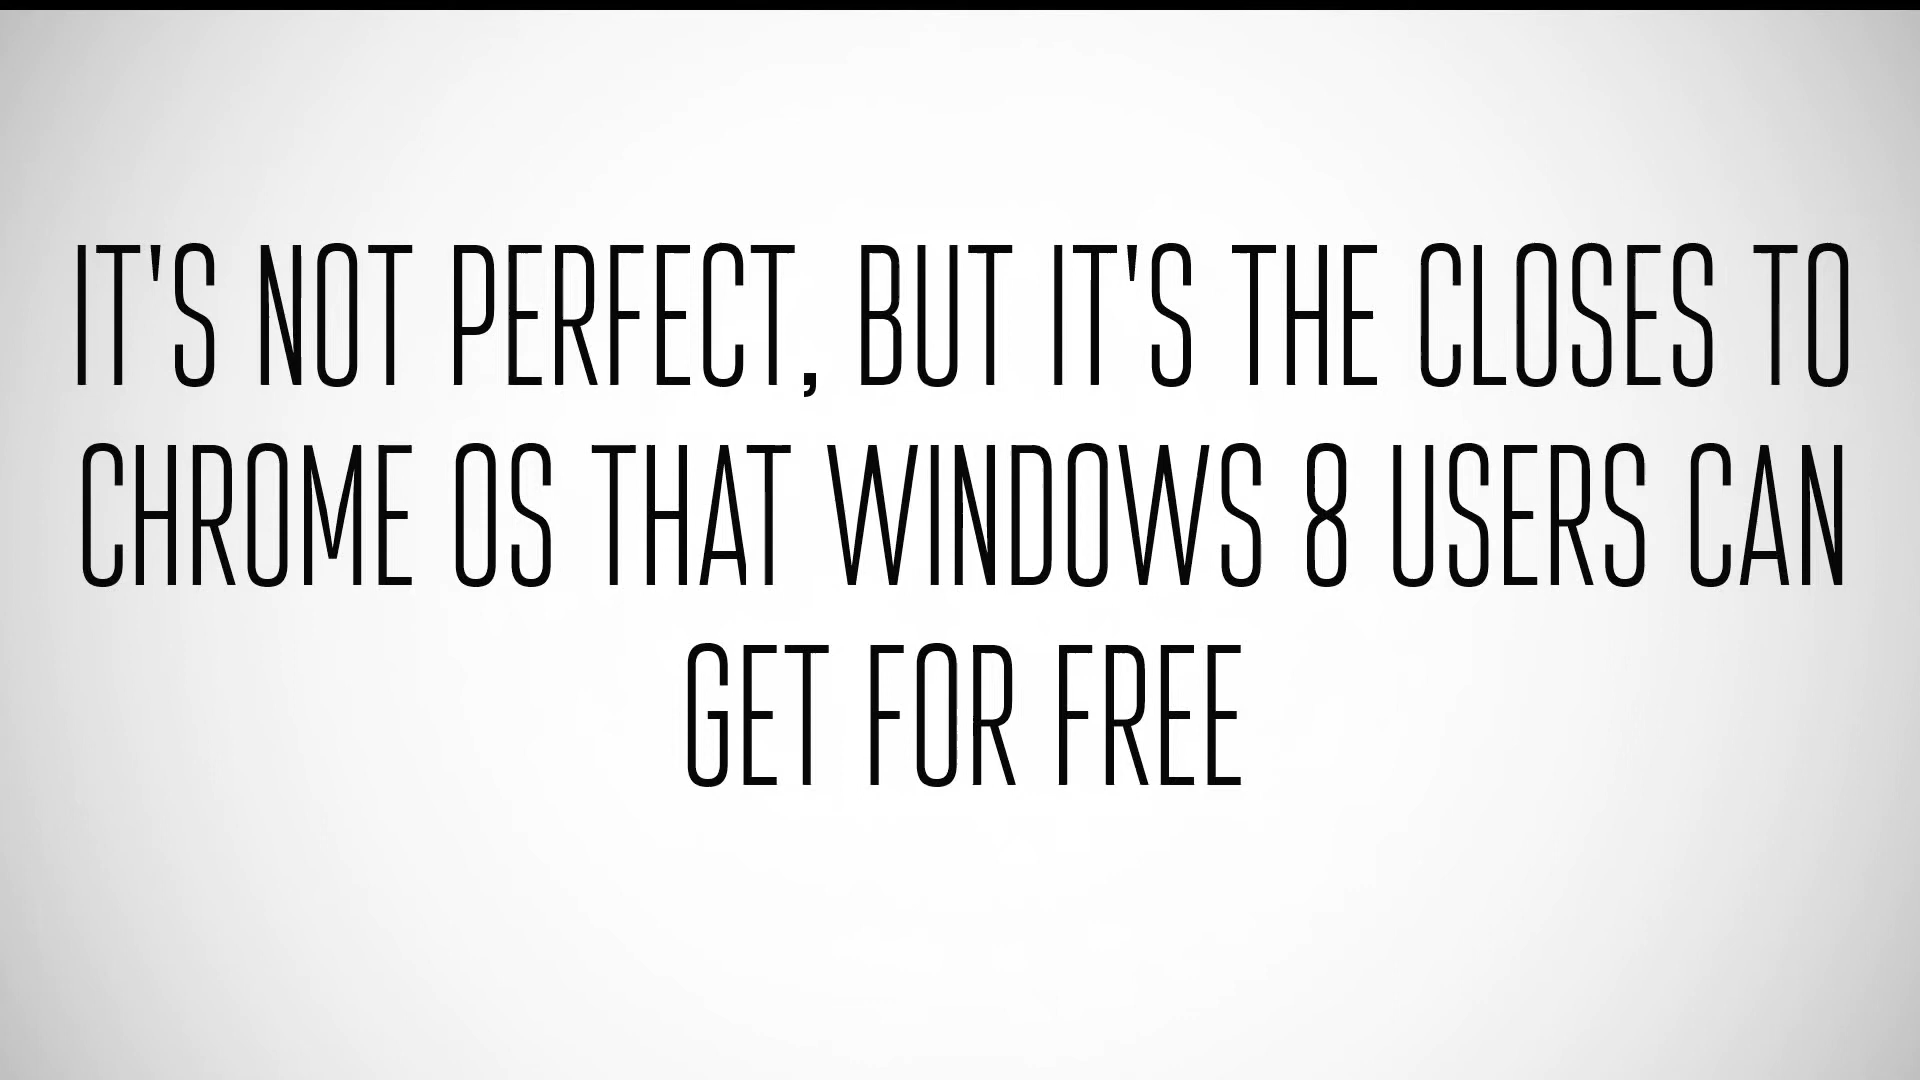 IT'S NOT PERFECT, BUT IT'S THE CLOSES TO
CHROME OS THAT WINDOWS 8 USERS CAN
GET FOR FREE